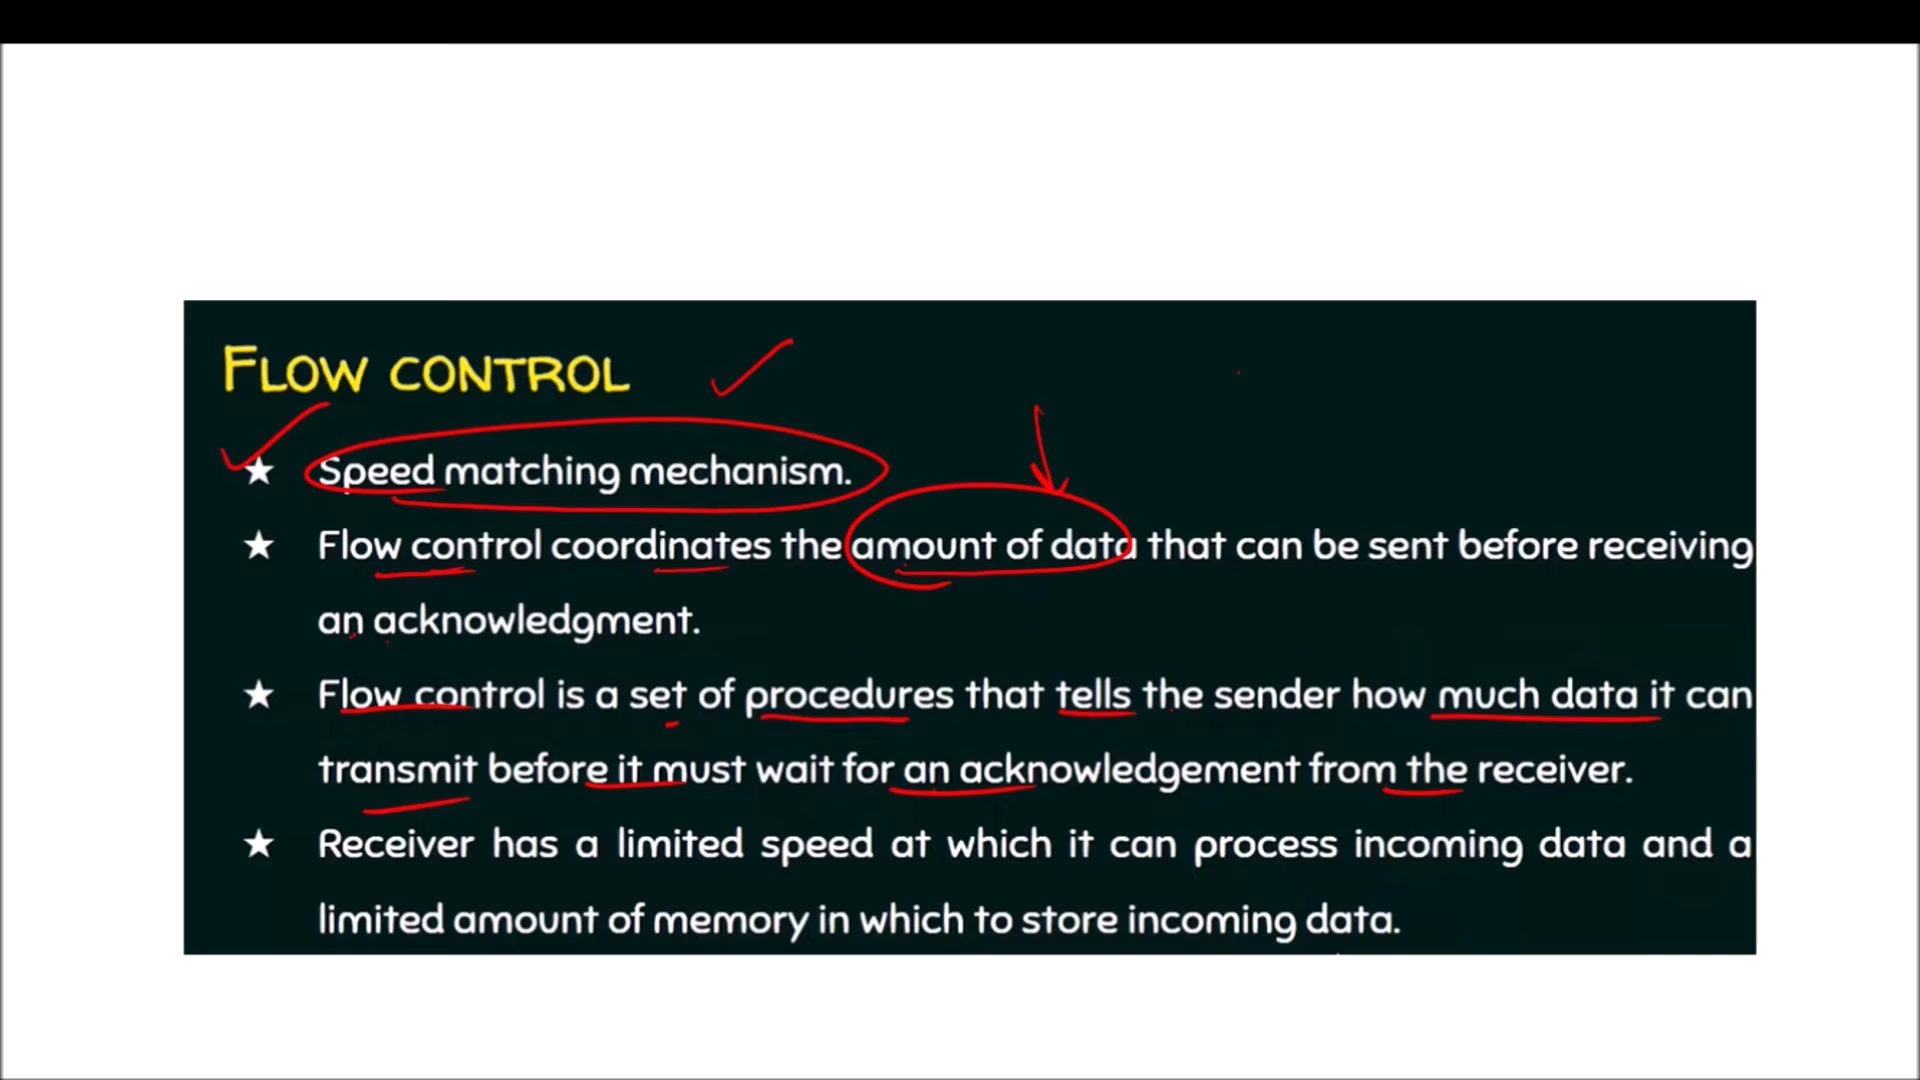 FLOW CONTROL
★ Speed matching mechanism.
★ Flow control coordinates the amount of data that can be sent before receiving
an acknowledgment.
★ Flow control is a set of procedures that tells the sender how much data it can
transmit before it must wait for an acknowledgement from the receiver.
★ Receiver has a limited speed at which it can process incoming data and a
limited amount of memory in which to store incoming data.